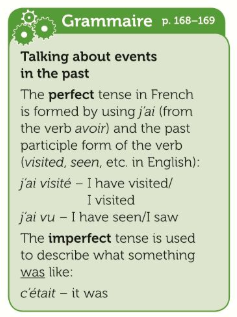 Grammaire p. 168–169
Talking about events
in the past
The perfect tense in French
is formed by using j'ai (from
the verb avoir) and the past
participle form of the verb
(visited, seen, etc. in English):
j'ai visité – I have visited/
I visited
j'ai vu – I have seen/I saw
The imperfect tense is used
to describe what something
was like:
c'était – it was